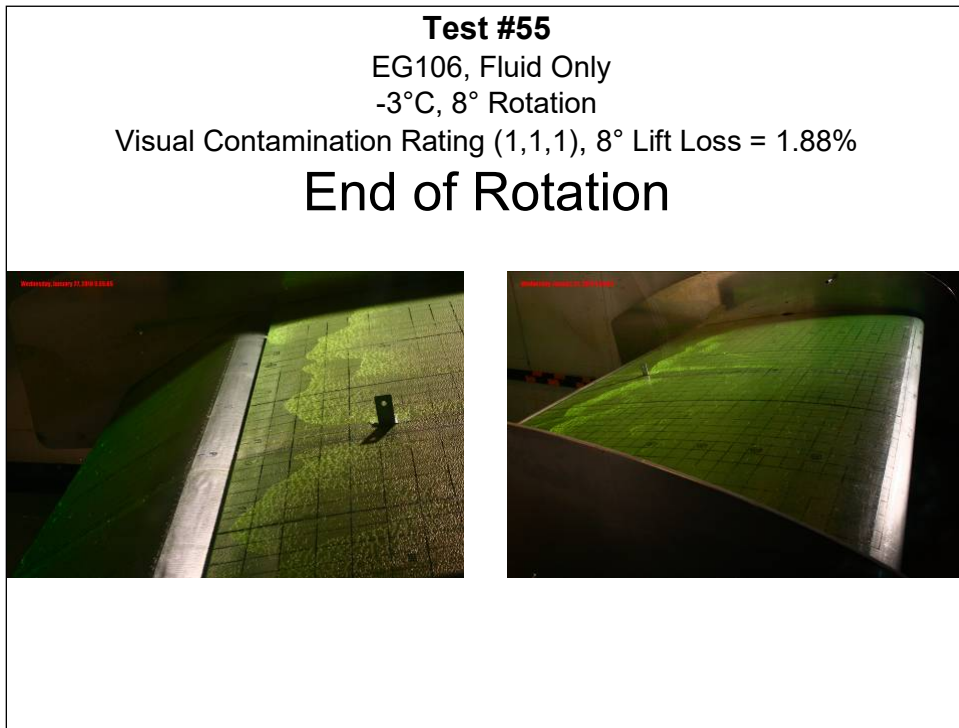 Test #55
EG106, Fluid Only
-3°C, 8° Rotation
Visual Contamination Rating (1,1,1), 8° Lift Loss = 1.88%
End of Rotation